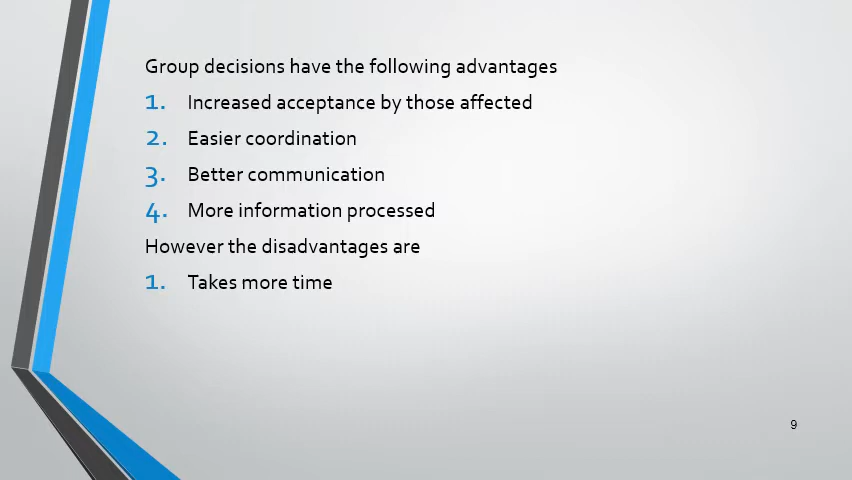 Group decisions have the following advantages
1. Increased acceptance by those affected
2. Easier coordination
3. Better communication
4. More information processed
However the disadvantages are
1. Takes more time
9